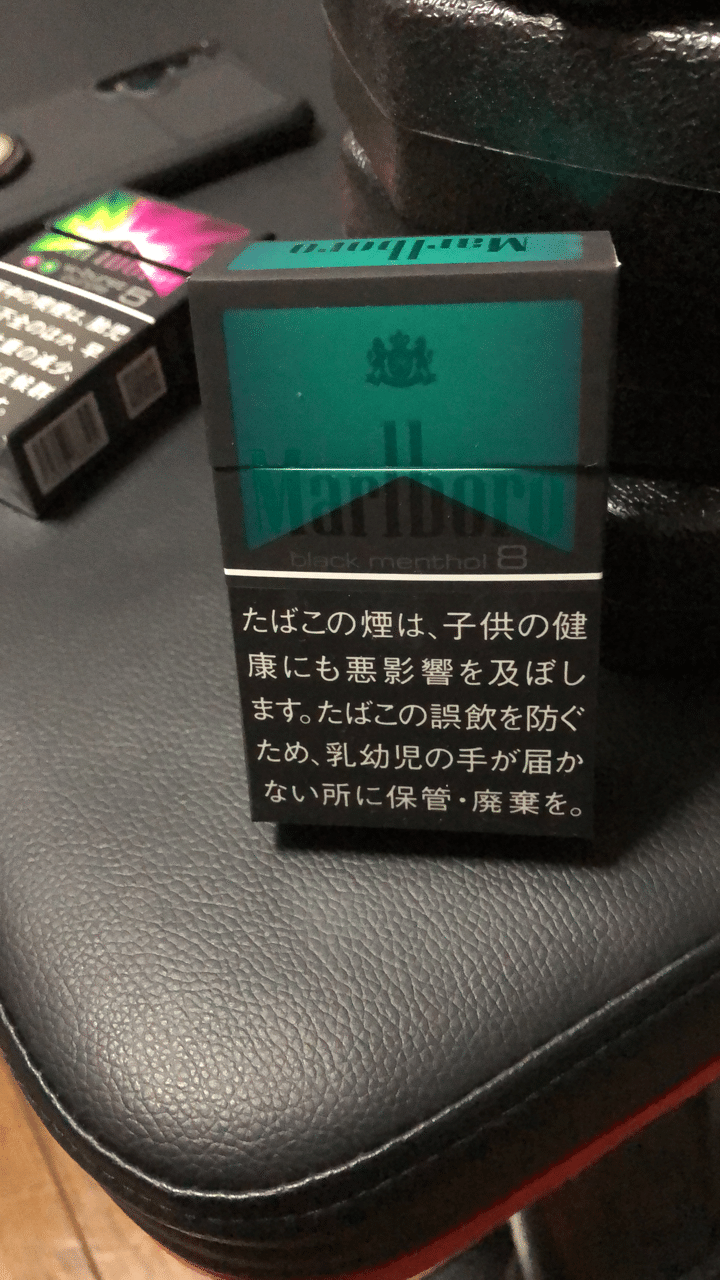 Marlboro
Marlboro
black menthol 8
たばこの煙は、子供の健
康にも悪影響を及ぼし
ます。たばこの誤飲を防ぐ
ため、乳幼児の手が届か
ない所に保管・廃棄を。
5